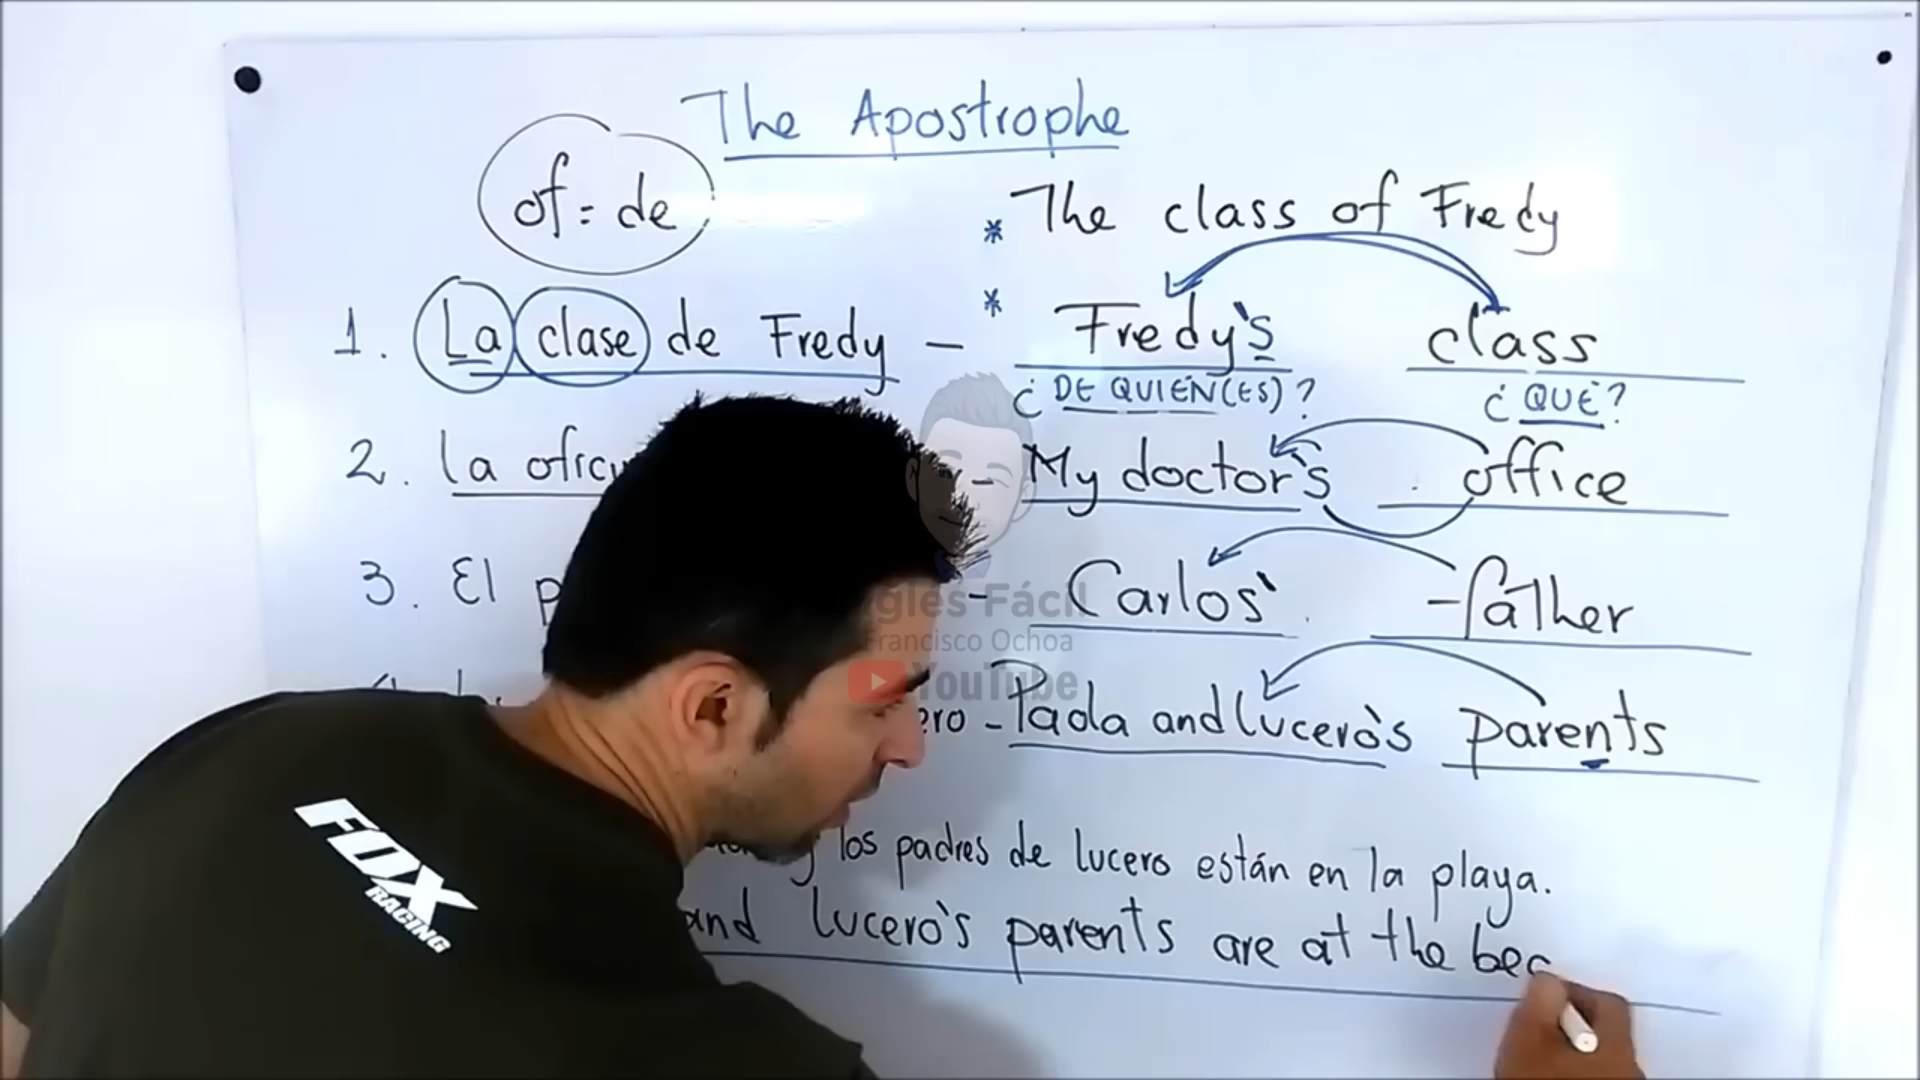 The Apostrophe
of = de
* The class of Fredy
1. La clase de Fredy - * Fredy's class
¿DE QUIEN(ES)? ¿QUÉ?
2. la - My doctor's office
3. El - Carlos' - father
- Paola and lucero's parents
los padres de lucero están en la playa.
and lucero's parents are at the
Inglés Fácil
Francisco Ochoa
YouTube
FOX
RACING